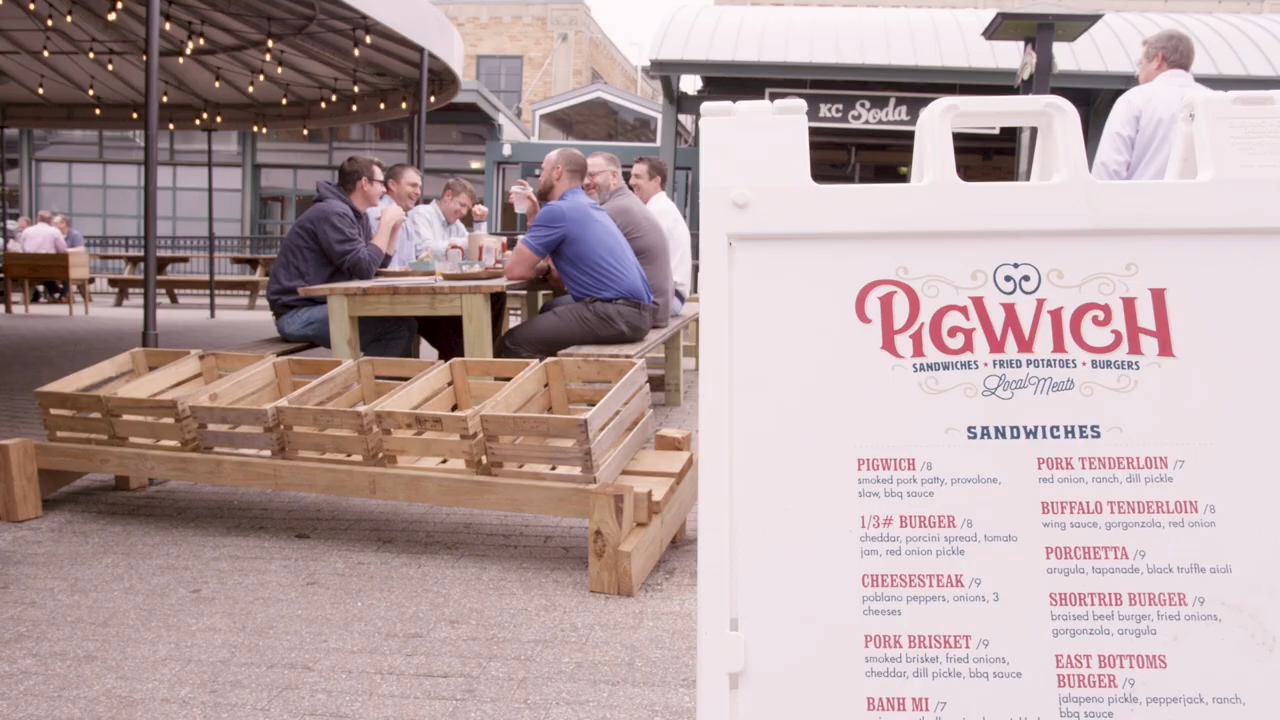 KC Soda
PIGWICH
SANDWICHES ★ FRIED POTATOES ★ BURGERS
Local Meats
SANDWICHES
PIGWICH /8
smoked pork patty, provolone,
slaw, bbq sauce
1/3# BURGER /8
cheddar, porcini spread, tomato
jam, red onion pickle
CHEESESTEAK /9
poblano peppers, onions, 3
cheeses
PORK BRISKET /9
smoked brisket, fried onions,
cheddar, dill pickle, bbq sauce
BANH MI /7
PORK TENDERLOIN /7
red onion, ranch, dill pickle
BUFFALO TENDERLOIN /8
wing sauce, gorgonzola, red onion
PORCHETTA /9
arugula, tapanade, black truffle aioli
SHORTRIB BURGER /9
braised beef burger, fried onions,
gorgonzola, arugula
EAST BOTTOMS
BURGER /9
jalapeno pickle, pepperjack, ranch,
bbq sauce